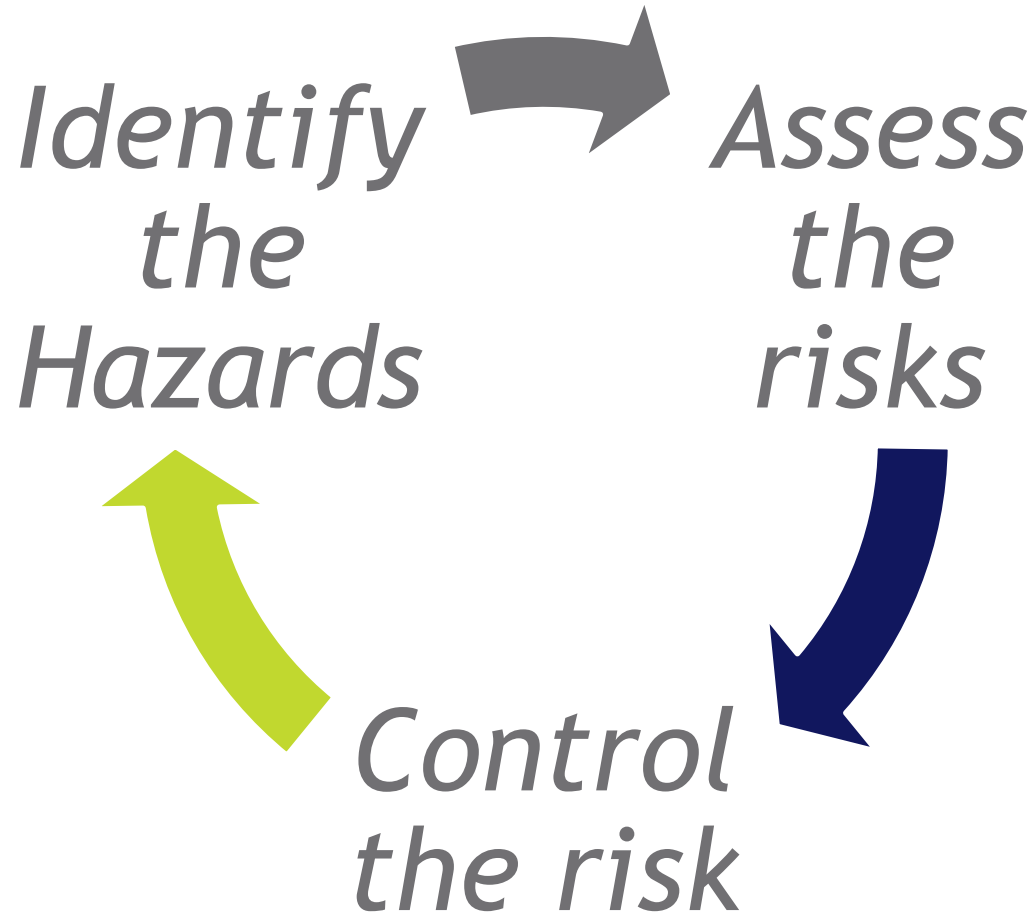 Identify
the
Hazards
Assess
the
risks
Control
the risk